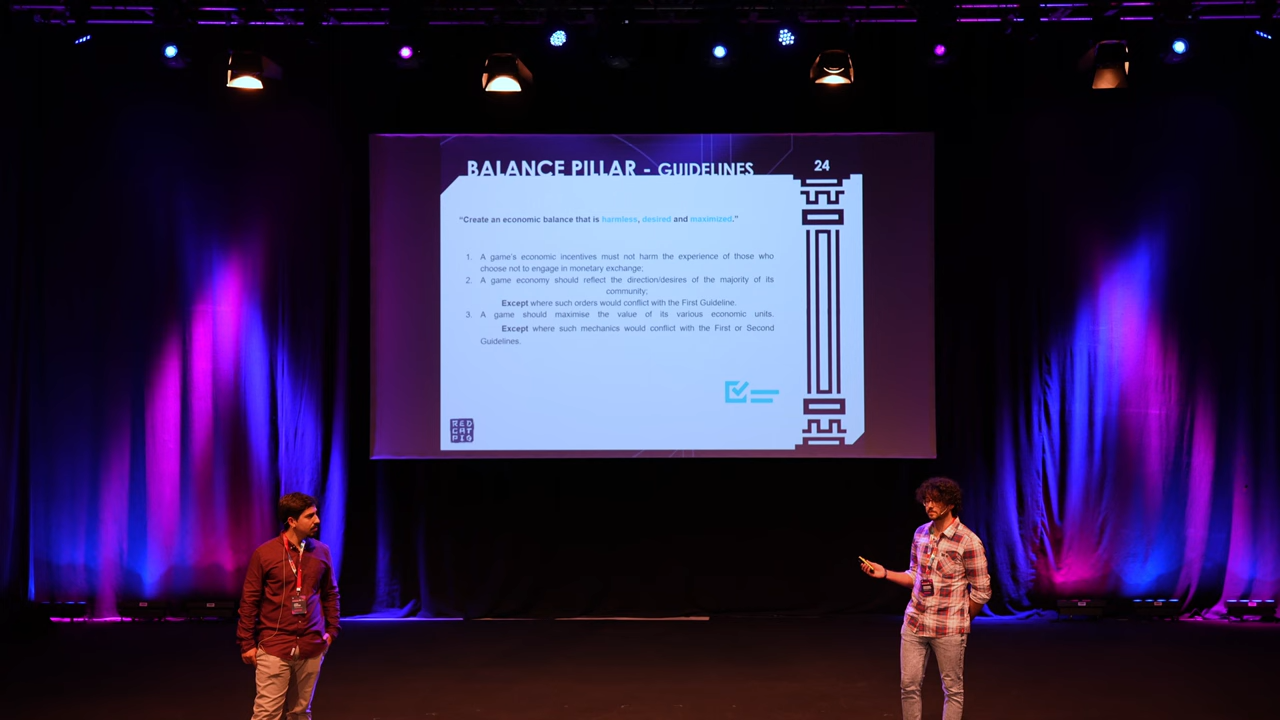 BALANCE PILLAR - GUIDELINES
24
“Create an economic balance that is harmless, desired and maximized.”
1. A game's economic incentives must not harm the experience of those who
choose not to engage in monetary exchange;
2. A game economy should reflect the direction/desires of the majority of its
community;
Except where such orders would conflict with the First Guideline.
3. A game should maximise the value of its various economic units.
Except where such mechanics would conflict with the First or Second
Guidelines.
RED
CAT
PIG